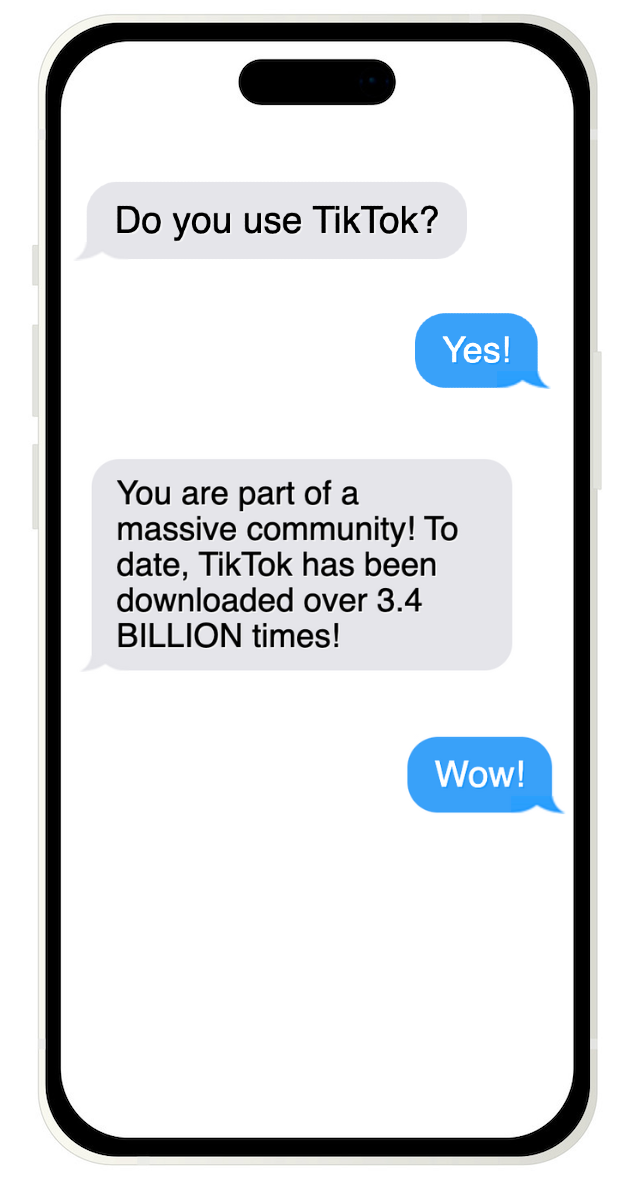 Do you use TikTok?
Yes!
You are part of a
massive community! To
date, TikTok has been
downloaded over 3.4
BILLION times!
Wow!